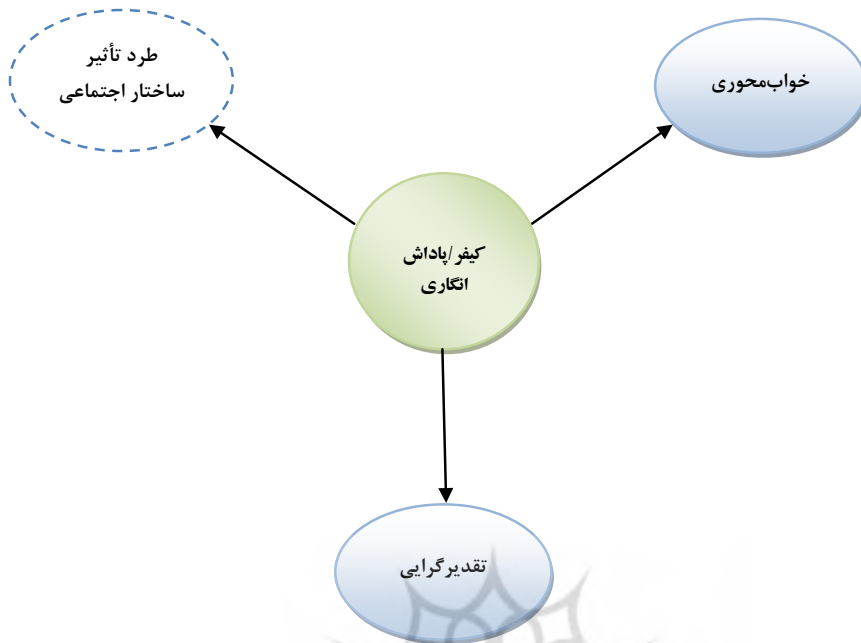 طرد تأثیر
ساختار اجتماعی
خواب‌محوری
کیفر/پاداش
انگاری
تقدیرگرایی